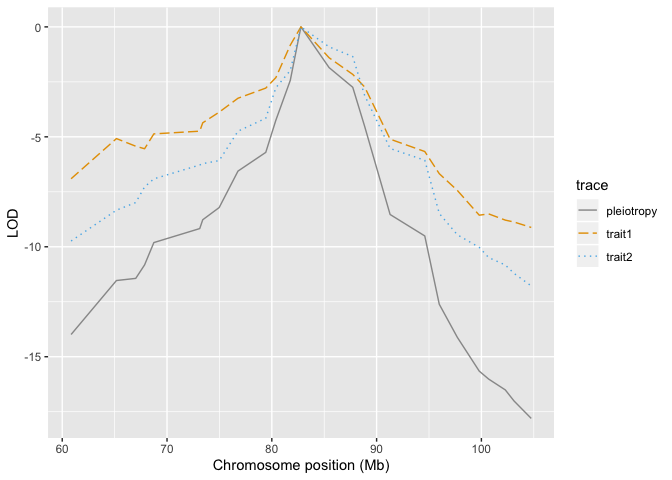 0
-5
-10
-15
LOD
60 70 80 90 100
Chromosome position (Mb)
trace
pleiotropy
trait1
trait2